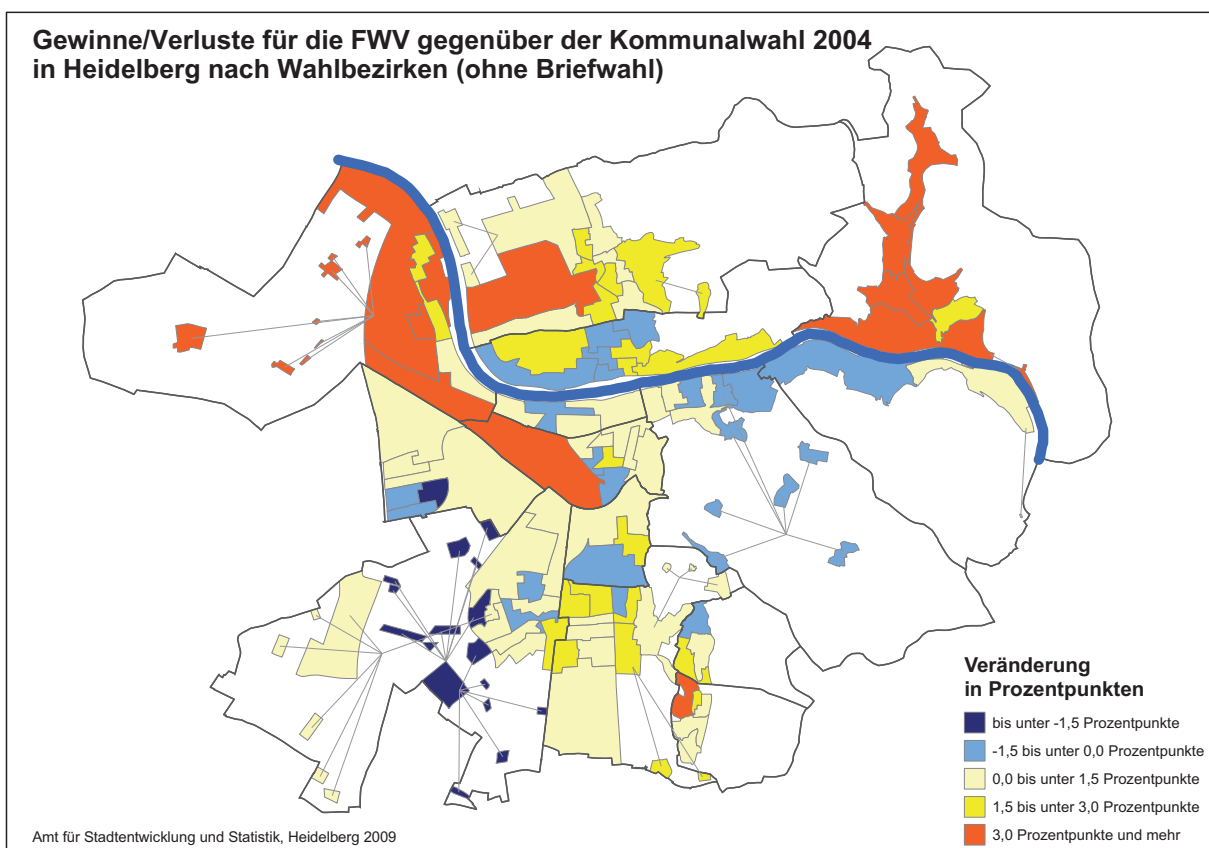 Gewinne/Verluste für die FWV gegenüber der Kommunalwahl 2004
in Heidelberg nach Wahlbezirken (ohne Briefwahl)
Veränderung
in Prozentpunkten
bis unter -1,5 Prozentpunkte
-1,5 bis unter 0,0 Prozentpunkte
0,0 bis unter 1,5 Prozentpunkte
1,5 bis unter 3,0 Prozentpunkte
3,0 Prozentpunkte und mehr
Amt für Stadtentwicklung und Statistik, Heidelberg 2009